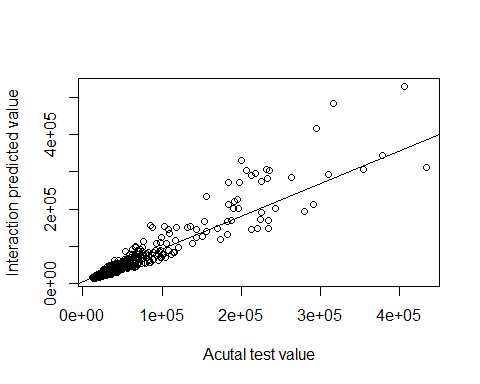 Interaction predicted value
4e+05
2e+05
0e+00
0e+00 1e+05 2e+05 3e+05 4e+05
Acutal test value